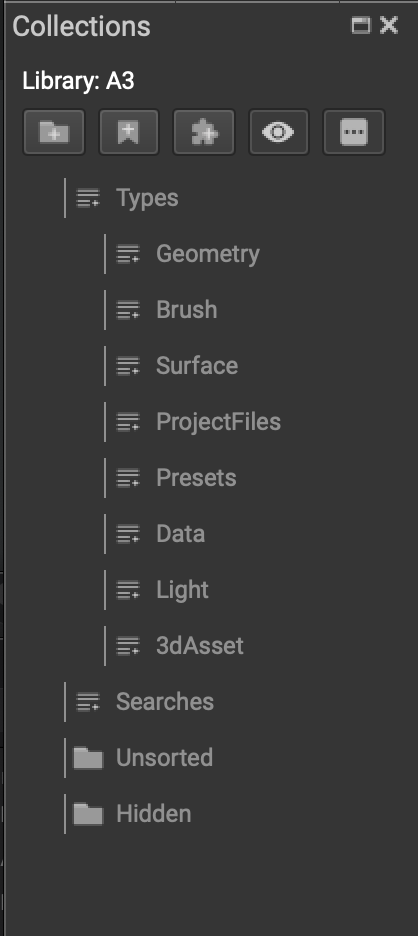 Collections
Library: A3
Types
Geometry
Brush
Surface
ProjectFiles
Presets
Data
Light
3dAsset
Searches
Unsorted
Hidden